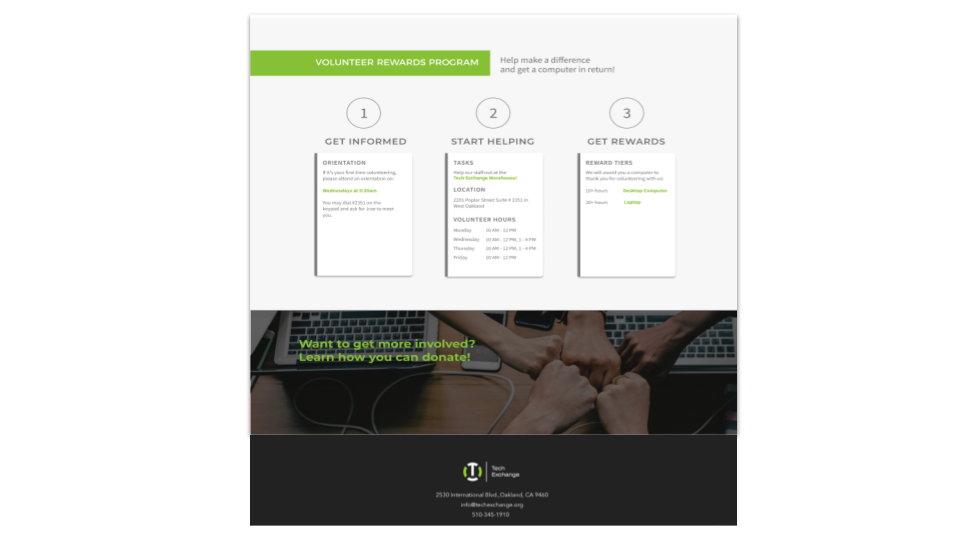 VOLUNTEER REWARDS PROGRAM
Help make a difference
and get a computer in return!
1
GET INFORMED
ORIENTATION
If it's your first time volunteering,
please attend an orientation on:
Wednesdays at 9:30am
You may dial #2351 on the
keypad and ask for Jose to meet
you.
2
START HELPING
TASKS
Help our staff out at the
Tech Exchange Warehouse!
LOCATION
2201 Poplar Street Suite # 2351 in
West Oakland
VOLUNTEER HOURS
Monday 10 AM - 12 PM
Wednesday 10 AM - 12 PM, 1 - 4 PM
Thursday 10 AM - 12 PM, 1 - 4 PM
Friday 10 AM - 12 PM
3
GET REWARDS
REWARD TIERS
We will award you a computer to
thank you for volunteering with us:
hours Desktop Computer
hours Laptop
Want to get more involved?
Learn how you can donate!
Tech
Exchange
2530 International Blvd.,Oakland, CA 9460
info@techexchange.org
510-345-1910